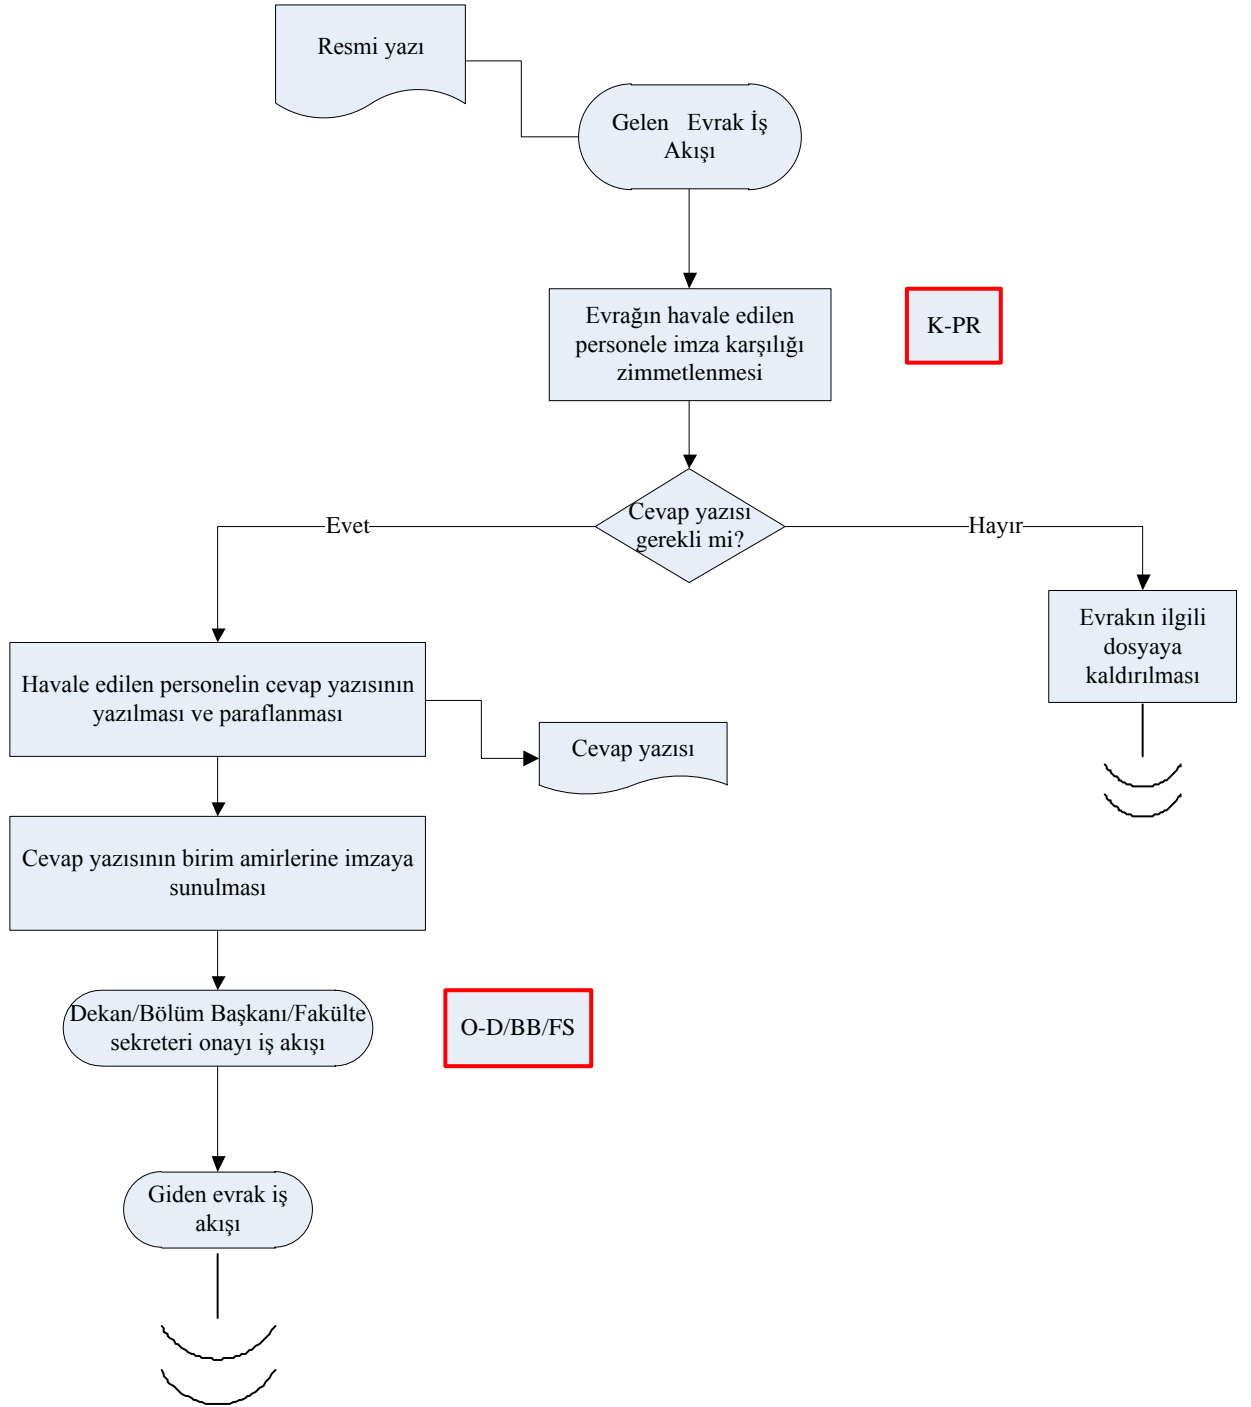 Resmi yazı
Gelen Evrak İş
Akışı
Evrağın havale edilen
personele imza karşılığı
zimmetlenmesi
K-PR
Cevap yazısı
gerekli mi?
Evet
Hayır
Evrakın ilgili
dosyaya
kaldırılması
Havale edilen personelin cevap yazısının
yazılması ve paraflanması
Cevap yazısı
Cevap yazısının birim amirlerine imzaya
sunulması
Dekan/Bölüm Başkanı/Fakülte
sekreteri onayı iş akışı
O-D/BB/FS
Giden evrak iş
akışı